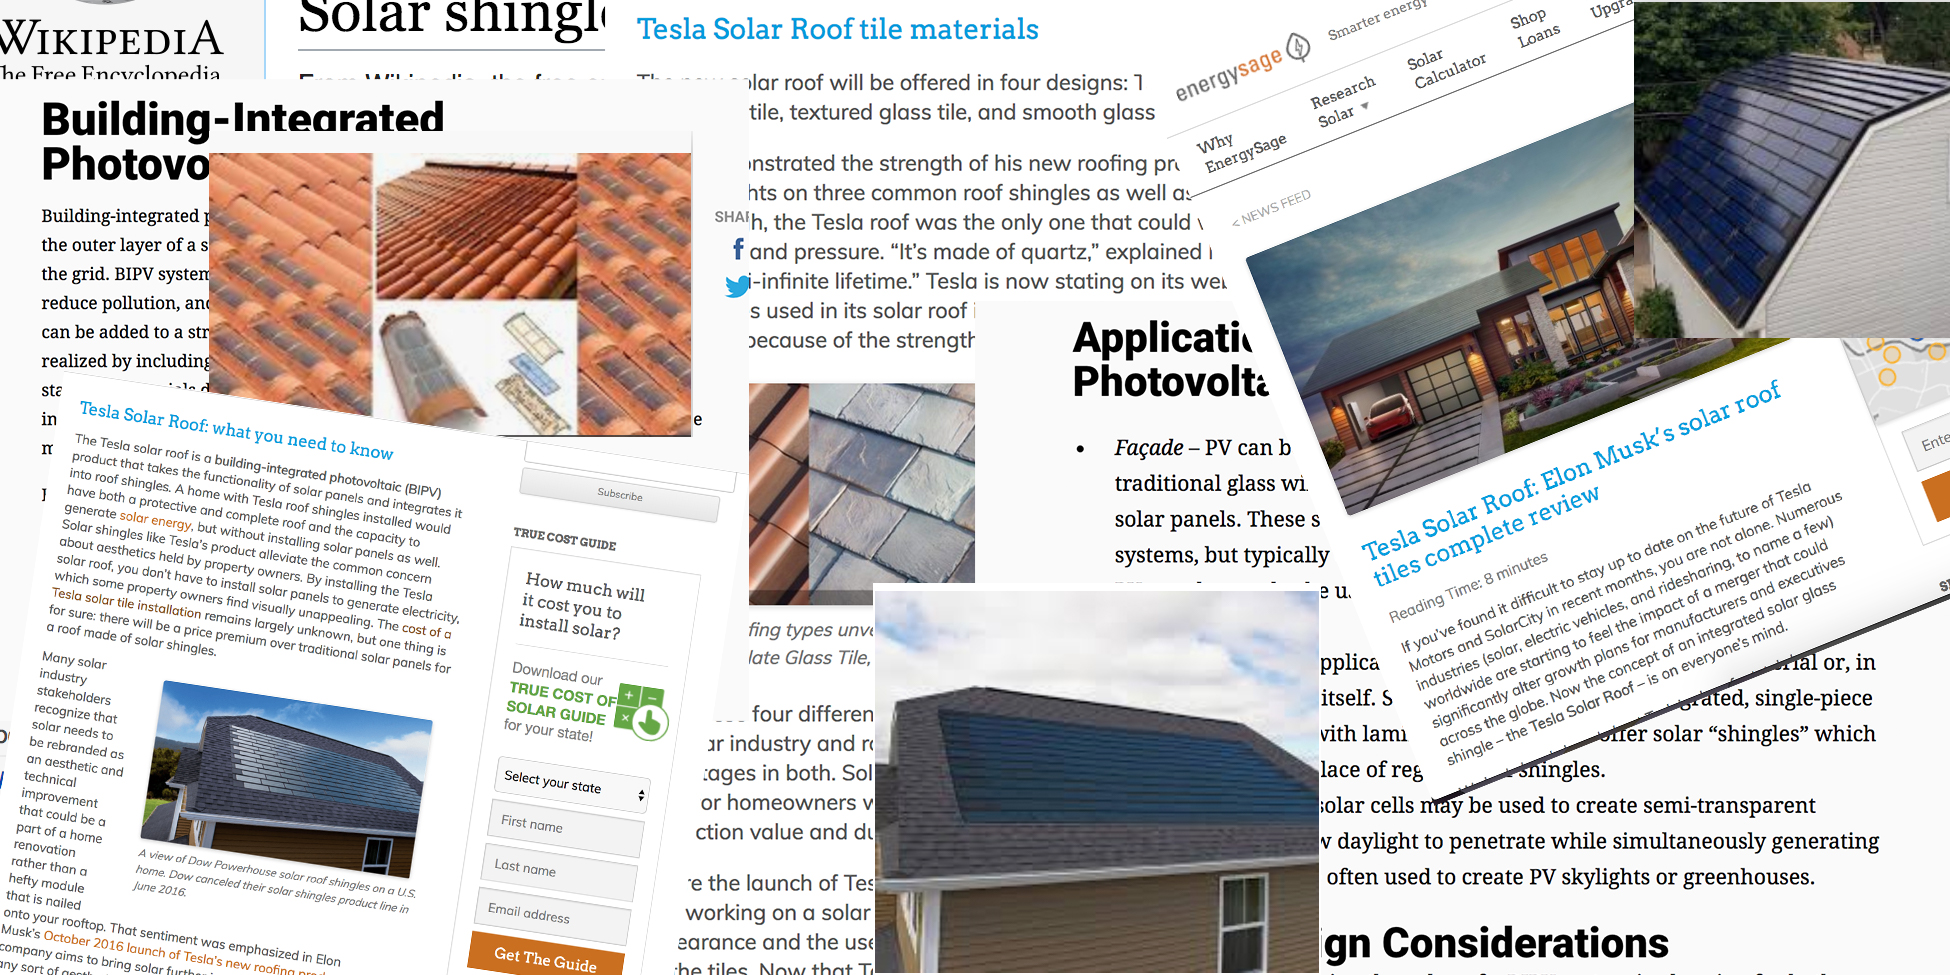 WIKIPEDIA
The Free Encyclopedia
Solar shingl
From Wikipedia, the free
Building-Integrated
Photovo
Building-integrated
the outer layer of a s
the grid. BIPV system
reduce pollution, and
can be added to a str
realized by including
sta
in
m
e
SHAR
Tesla Solar Roof tile materials
The new solar roof will be offered in four designs: T
tile, textured glass tile, and smooth glass
onstrated the strength of his new roofing pr
hts on three common roof shingles as well as
h, the Tesla roof was the only one that could
and pressure. “It’s made of quartz,” explained
i-infinite lifetime.” Tesla is now stating on its we
s used in its solar roof i
because of the strength
fing types unve
late Glass Tile,
four differen
ar industry and ro
tages in both. Sol
or homeowners w
ction value and du
re the launch of Tes
working on a solar
earance and the use
the tiles. Now that Te
Tesla Solar Roof: what you need to know
The Tesla solar roof is a building-integrated photovoltaic (BIPV)
product that takes the functionality of solar panels and integrates it
into roof shingles. A home with Tesla roof shingles installed would
have both a protective and complete roof and the capacity to
generate solar energy, but without installing solar panels as well.
Solar shingles like Tesla’s product alleviate the common concern
about aesthetics held by property owners. By installing the Tesla
solar roof, you don’t have to install solar panels to generate electricity,
which some property owners find visually unappealing. The cost of a
Tesla solar tile installation remains largely unknown, but one thing is
for sure: there will be a price premium over traditional solar panels for
a roof made of solar shingles.
Many solar
industry
stakeholders
recognize that
solar needs to
be rebranded as
an aesthetic and
technical
improvement
that could be a
part of a home
renovation
rather than a
hefty module
that is nailed
onto your rooftop. That sentiment was emphasized in Elon
Musk’s October 2016 launch of Tesla’s new roofing prod
company aims to bring solar further
any sort of aesth
A view of Dow Powerhouse solar roof shingles on a U.S.
home. Dow canceled their solar shingles product line in
June 2016.
Subscribe
TRUE COST GUIDE
How much will
it cost you to
install solar?
Download our
TRUE COST OF
SOLAR GUIDE
for your state!
Select your state
First name
Last name
Email address
Get The Guide
Applicatio
Photovolta
• Façade – PV can b
traditional glass wi
solar panels. These s
systems, but typically
e u
pplica
rial or, in
itself. S
grated, single-piece
with lami
offer solar “shingles” which
lace of reg
shingles.
solar cells may be used to create semi-transparent
w daylight to penetrate while simultaneously generating
often used to create PV skylights or greenhouses.
ign Considerations
energysage
Smarter energy
Why
EnergySage
Research
Solar
Solar
Calculator
Shop
Loans
Upgra
< NEWS FEED
Tesla Solar Roof: Elon Musk’s solar roof
tiles complete review
Reading Time: 8 minutes
If you’ve found it difficult to stay up to date on the future of Tesla
Motors and SolarCity in recent months, you are not alone. Numerous
industries (solar, electric vehicles, and ridesharing, to name a few)
worldwide are starting to feel the impact of a merger that could
significantly alter growth plans for manufacturers and executives
across the globe. Now the concept of an integrated solar glass
shingle – the Tesla Solar Roof – is on everyone’s mind.
Ente